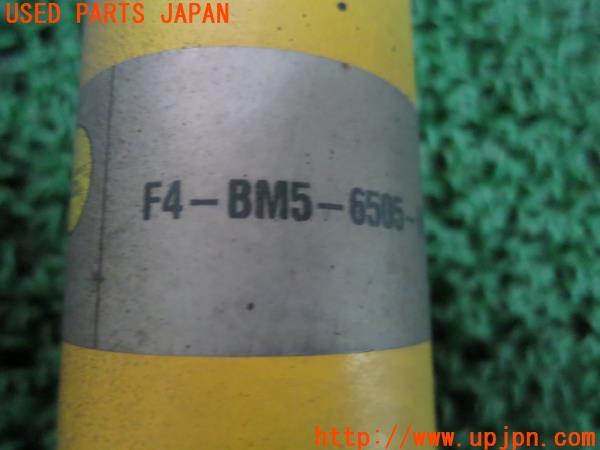 USED PARTS JAPAN
F4-BM5-6505-
http://www.upjpn.com/